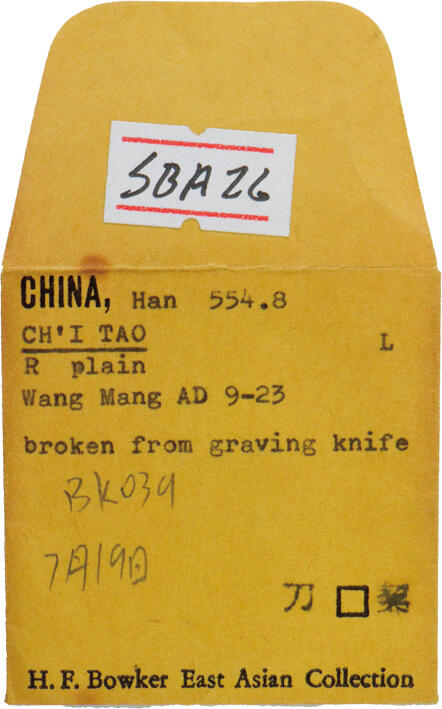 SBA26
CHINA, Han 554.8
CH'I TAO L
R plain
Wang Mang AD 9-23
broken from graving knife
BK039
7月19日
刀 契
H. F. Bowker East Asian Collection